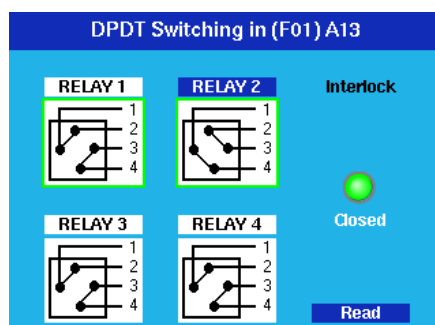 DPDT Switching in (F01) A13
RELAY 1
RELAY 2
Interlock
1
2
3
4
1
2
3
4
Closed
RELAY 3
RELAY 4
1
2
3
4
1
2
3
4
Read